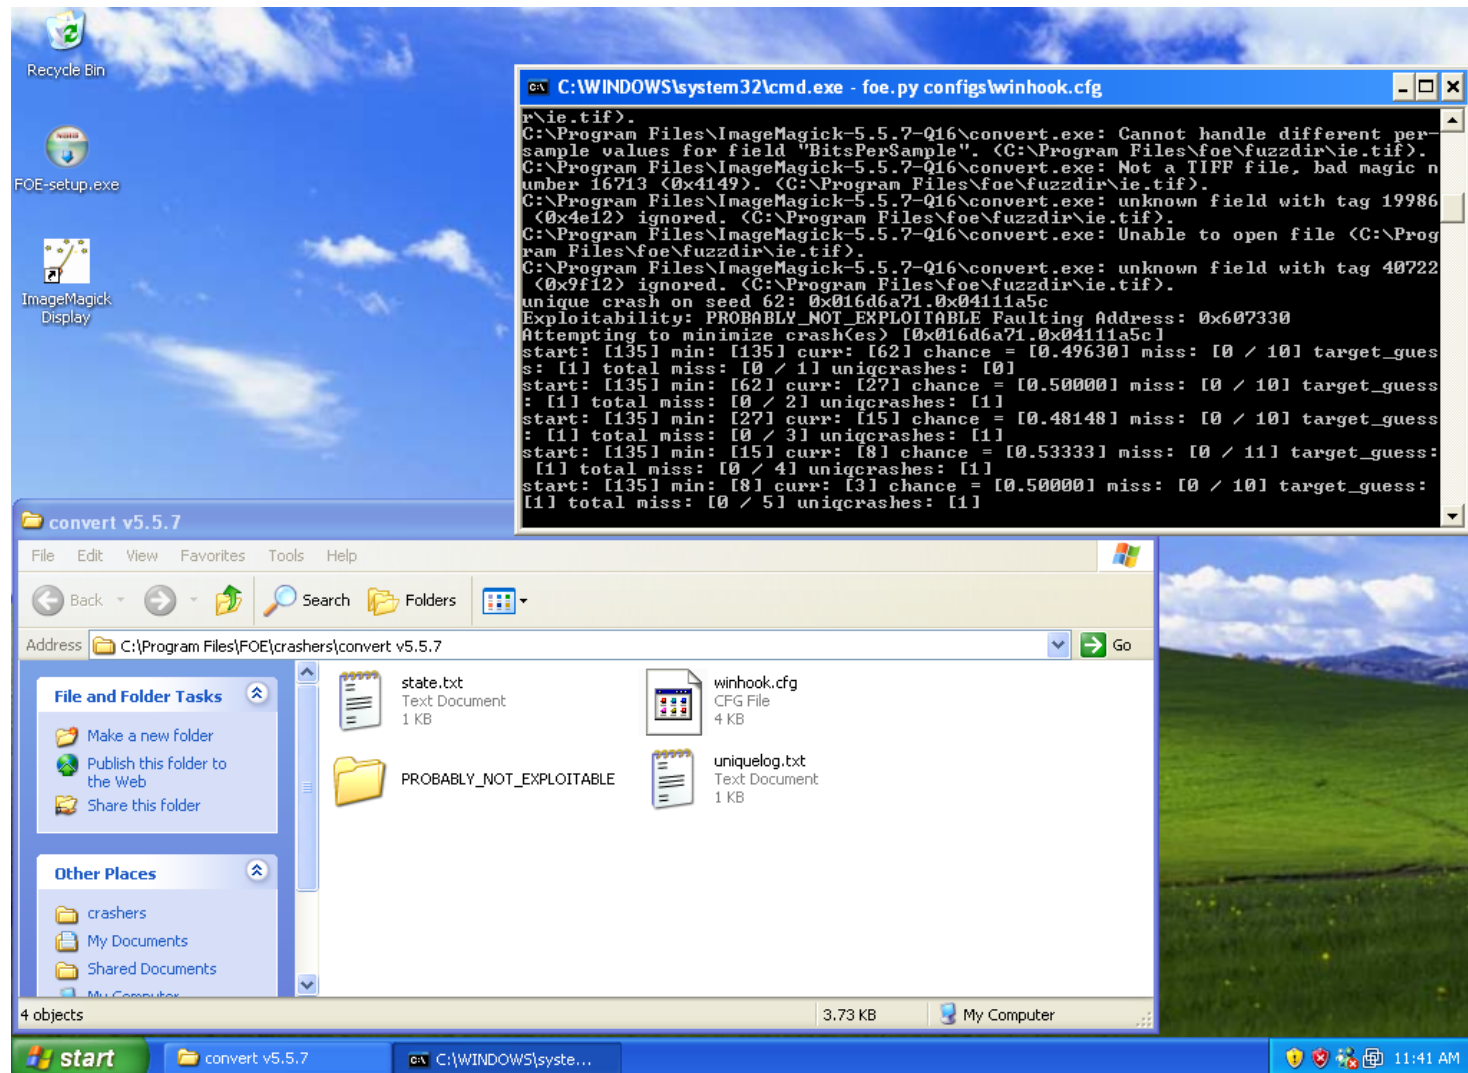 Recycle Bin
FOE-setup.exe
ImageMagick
Display
C:\WINDOWS\system32\cmd.exe - foe.py configs\winhook.cfg
r\ie.tif).
C:\Program Files\ImageMagick-5.5.7-Q16\convert.exe: Cannot handle different per-
sample values for field "BitsPerSample". (C:\Program Files\foe\fuzzdir\ie.tif).
C:\Program Files\ImageMagick-5.5.7-Q16\convert.exe: Not a TIFF file, bad magic n
umber 16713 (0x4149). (C:\Program Files\foe\fuzzdir\ie.tif).
C:\Program Files\ImageMagick-5.5.7-Q16\convert.exe: unknown field with tag 19986
(0x4e12) ignored. (C:\Program Files\foe\fuzzdir\ie.tif).
C:\Program Files\ImageMagick-5.5.7-Q16\convert.exe: Unable to open file (C:\Prog
ram Files\foe\fuzzdir\ie.tif).
C:\Program Files\ImageMagick-5.5.7-Q16\convert.exe: unknown field with tag 40722
(0x9f12) ignored. (C:\Program Files\foe\fuzzdir\ie.tif).
unique crash on seed 62: 0x016d6a71.0x04111a5c
Exploitability: PROBABLY_NOT_EXPLOITABLE Faulting Address: 0x607330
Attempting to minimize crash(es) [0x016d6a71.0x04111a5c]
start: [135] min: [135] curr: [62] chance = [0.49630] miss: [0 / 10] target_gues
s: [1] total miss: [0 / 1] uniqcrashes: [0]
start: [135] min: [62] curr: [27] chance = [0.50000] miss: [0 / 10] target_guess
: [1] total miss: [0 / 2] uniqcrashes: [1]
start: [135] min: [27] curr: [15] chance = [0.48148] miss: [0 / 10] target_guess
: [1] total miss: [0 / 3] uniqcrashes: [1]
start: [135] min: [15] curr: [8] chance = [0.53333] miss: [0 / 11] target_guess:
[1] total miss: [0 / 4] uniqcrashes: [1]
start: [135] min: [8] curr: [3] chance = [0.50000] miss: [0 / 10] target_guess:
[1] total miss: [0 / 5] uniqcrashes: [1]
convert v5.5.7
File Edit View Favorites Tools Help
Back Search Folders
Address C:\Program Files\FOE\crashers\convert v5.5.7 Go
File and Folder Tasks
Make a new folder
Publish this folder to
the Web
Share this folder
Other Places
crashers
My Documents
Shared Documents
My Computer
state.txt
Text Document
1 KB
winhook.cfg
CFG File
4 KB
PROBABLY_NOT_EXPLOITABLE
uniquelog.txt
Text Document
1 KB
4 objects 3.73 KB My Computer
start convert v5.5.7 C:\WINDOWS\syste... 11:41 AM